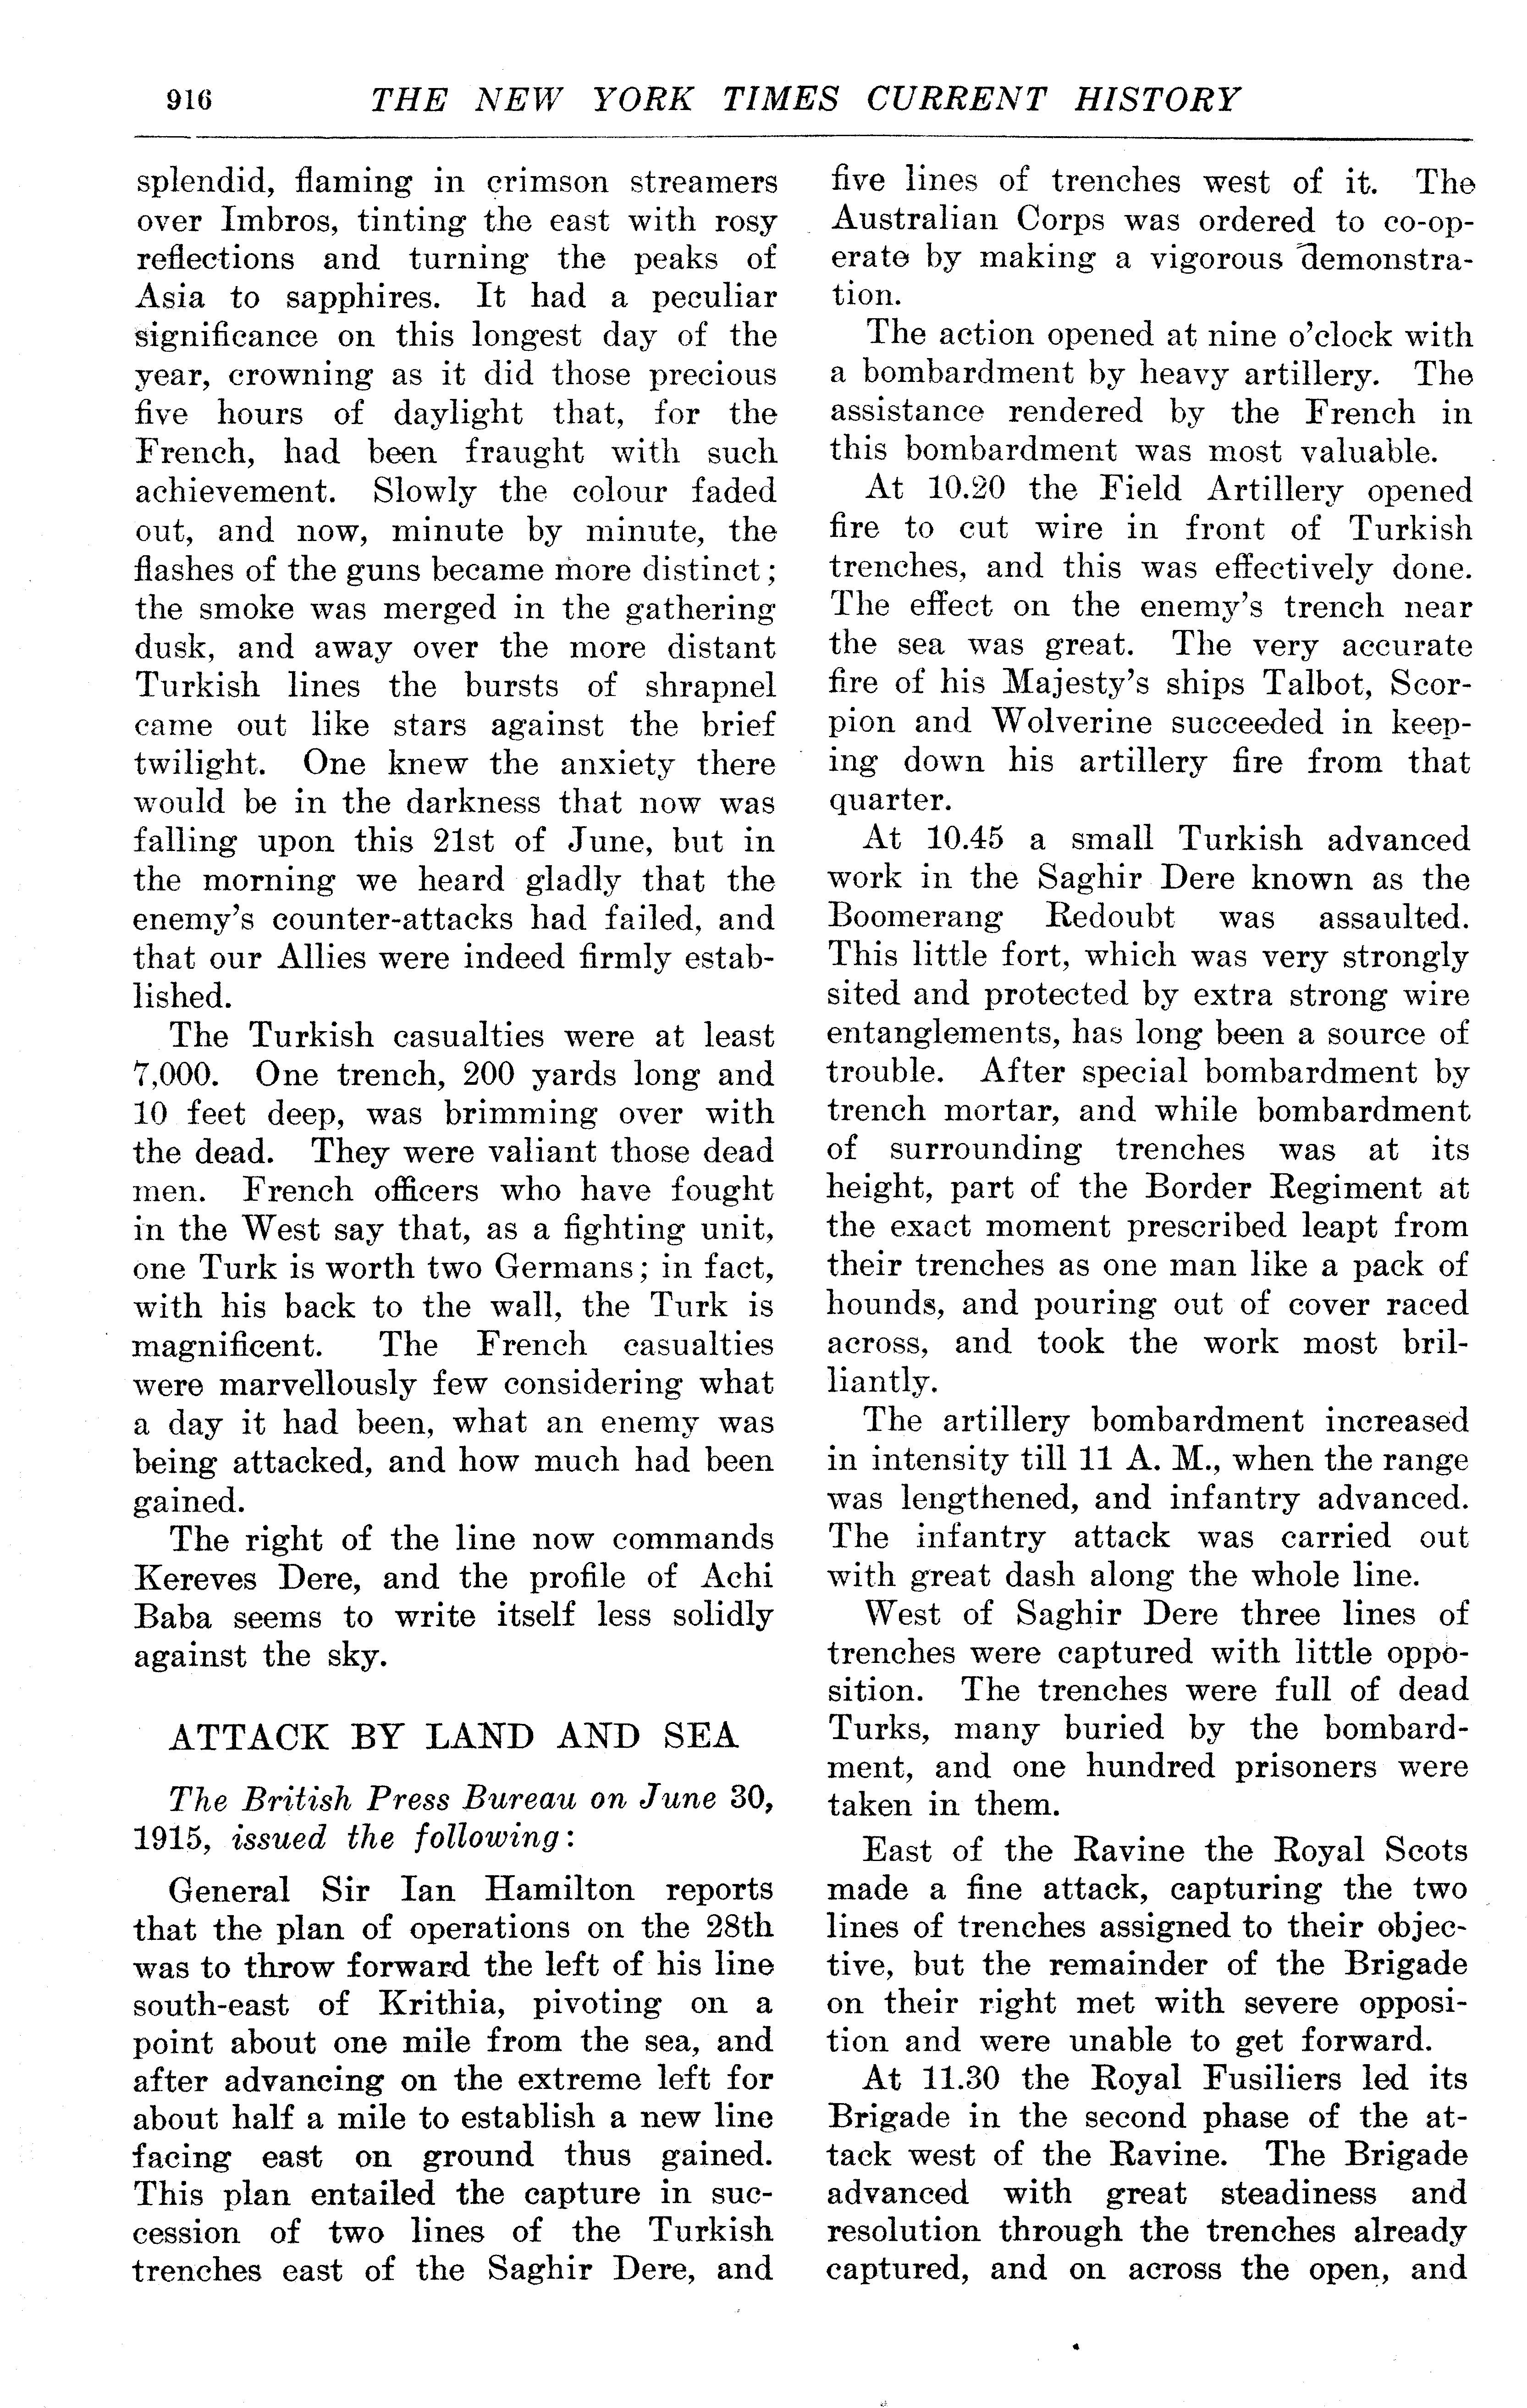 916 THE NEW YORK TIMES CURRENT HISTORY
splendid, flaming in crimson streamers
over Imbros, tinting the east with rosy
reflections and turning the peaks of
Asia to sapphires. It had a peculiar
significance on this longest day of the
year, crowning as it did those precious
five hours of daylight that, for the
French, had been fraught with such
achievement. Slowly the colour faded
out, and now, minute by minute, the
flashes of the guns became more distinct;
the smoke was merged in the gathering
dusk, and away over the more distant
Turkish lines the bursts of shrapnel
came out like stars against the brief
twilight. One knew the anxiety there
would be in the darkness that now was
falling upon this 21st of June, but in
the morning we heard gladly that the
enemy's counter-attacks had failed, and
that our Allies were indeed firmly estab-
lished.
The Turkish casualties were at least
7,000. One trench, 200 yards long and
10 feet deep, was brimming over with
the dead. They were valiant those dead
men. French officers who have fought
in the West say that, as a fighting unit,
one Turk is worth two Germans; in fact,
with his back to the wall, the Turk is
magnificent. The French casualties
were marvellously few considering what
a day it had been, what an enemy was
being attacked, and how much had been
gained.
The right of the line now commands
Kereves Dere, and the profile of Achi
Baba seems to write itself less solidly
against the sky.
ATTACK BY LAND AND SEA
The British Press Bureau on June 30,
1915, issued the following:
General Sir Ian Hamilton reports
that the plan of operations on the 28th
was to throw forward the left of his line
south-east of Krithia, pivoting on a
point about one mile from the sea, and
after advancing on the extreme left for
about half a mile to establish a new line
facing east on ground thus gained.
This plan entailed the capture in suc-
cession of two lines of the Turkish
trenches east of the Saghir Dere, and
five lines of trenches west of it. The
Australian Corps was ordered to co-op-
erate by making a vigorous demonstra-
tion.
The action opened at nine o'clock with
a bombardment by heavy artillery. The
assistance rendered by the French in
this bombardment was most valuable.
At 10.20 the Field Artillery opened
fire to cut wire in front of Turkish
trenches, and this was effectively done.
The effect on the enemy's trench near
the sea was great. The very accurate
fire of his Majesty's ships Talbot, Scor-
pion and Wolverine succeeded in keep-
ing down his artillery fire from that
quarter.
At 10.45 a small Turkish advanced
work in the Saghir Dere known as the
Boomerang Redoubt was assaulted.
This little fort, which was very strongly
sited and protected by extra strong wire
entanglements, has long been a source of
trouble. After special bombardment by
trench mortar, and while bombardment
of surrounding trenches was at its
height, part of the Border Regiment at
the exact moment prescribed leapt from
their trenches as one man like a pack of
hounds, and pouring out of cover raced
across, and took the work most bril-
liantly.
The artillery bombardment increased
in intensity till 11 A. M., when the range
was lengthened, and infantry advanced.
The infantry attack was carried out
with great dash along the whole line.
West of Saghir Dere three lines of
trenches were captured with little oppo-
sition. The trenches were full of dead
Turks, many buried by the bombard-
ment, and one hundred prisoners were
taken in them.
East of the Ravine the Royal Scots
made a fine attack, capturing the two
lines of trenches assigned to their objec-
tive, but the remainder of the Brigade
on their right met with severe opposi-
tion and were unable to get forward.
At 11.30 the Royal Fusiliers led its
Brigade in the second phase of the at-
tack west of the Ravine. The Brigade
advanced with great steadiness and
resolution through the trenches already
captured, and on across the open, and